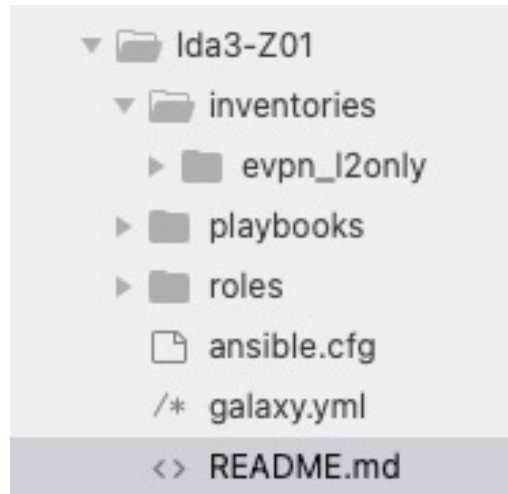 lda3-Z01
inventories
evpn_l2only
playbooks
roles
ansible.cfg
/* galaxy.yml
<> README.md